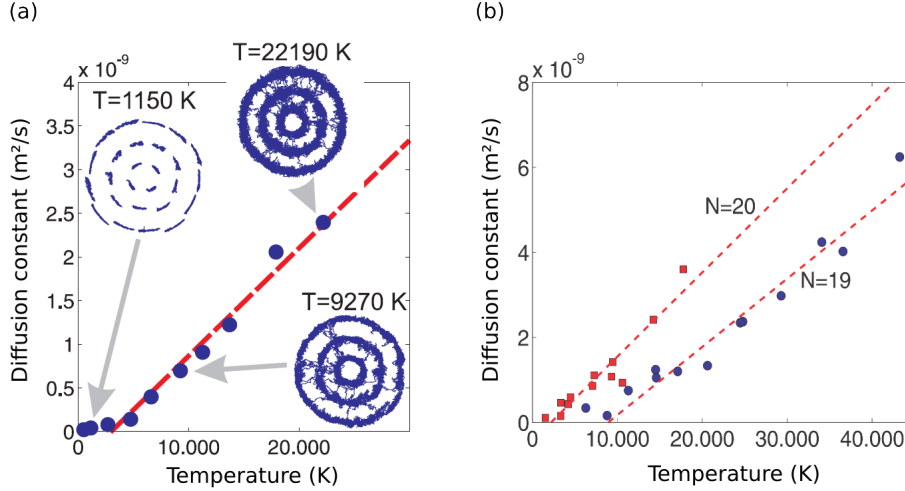 (a)
x 10⁻⁹
Diffusion constant (m²/s)
4
3.5
3
2.5
2
1.5
1
0.5
0
0
10.000
20.000
Temperature (K)
T=1150 K
T=22190 K
T=9270 K
(b)
x 10⁻⁹
Diffusion constant (m²/s)
8
6
4
2
0
0
10.000
20.000
30.000
40.000
Temperature (K)
N=20
N=19